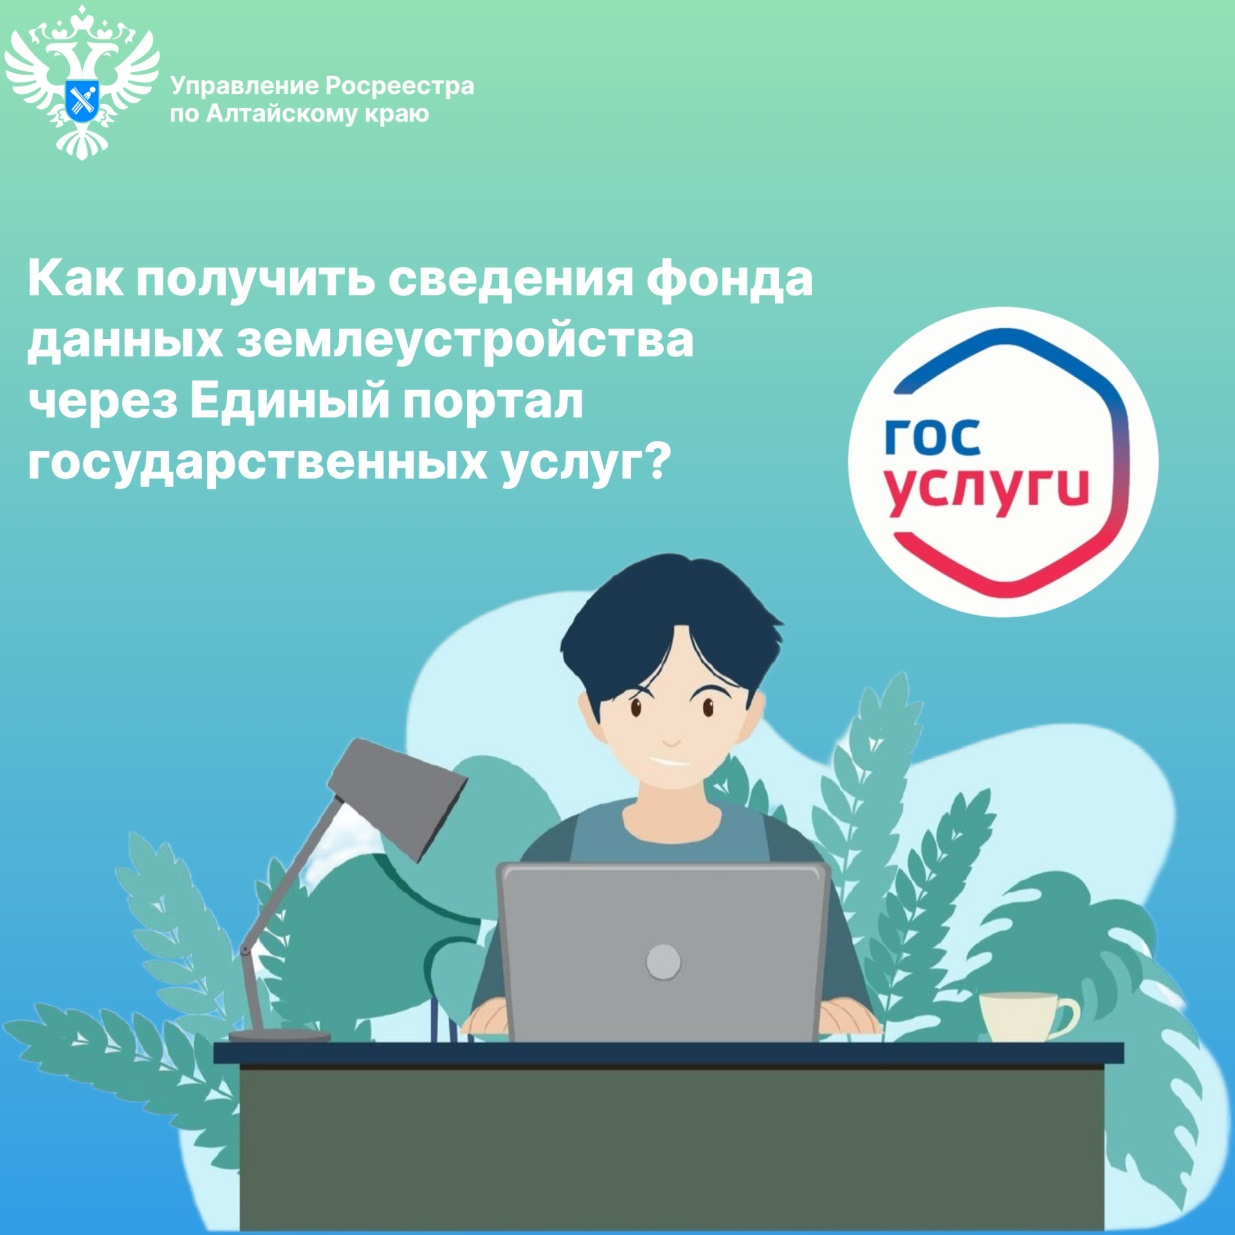 Управление Росреестра
по Алтайскому краю
Как получить сведения фонда
данных землеустройства
через Единый портал
государственных услуг?
гос
услуги